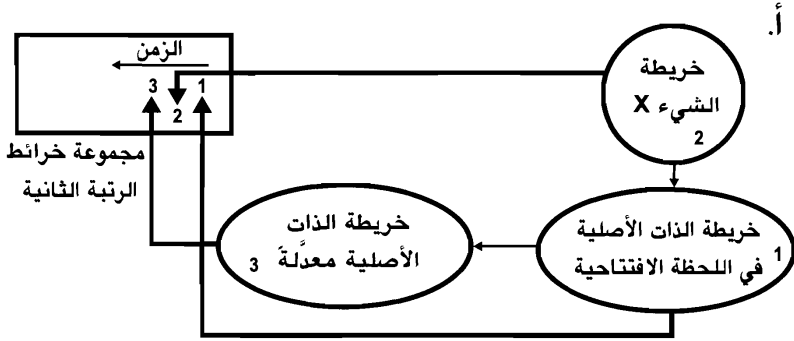 أ.
خريطة
الشيء X
2
خريطة الذات الأصلية
في اللحظة الافتتاحية
1
خريطة الذات
الأصلية معدَّلةً
3
الزمن
1
2
3
مجموعة خرائط
الرتبة الثانية